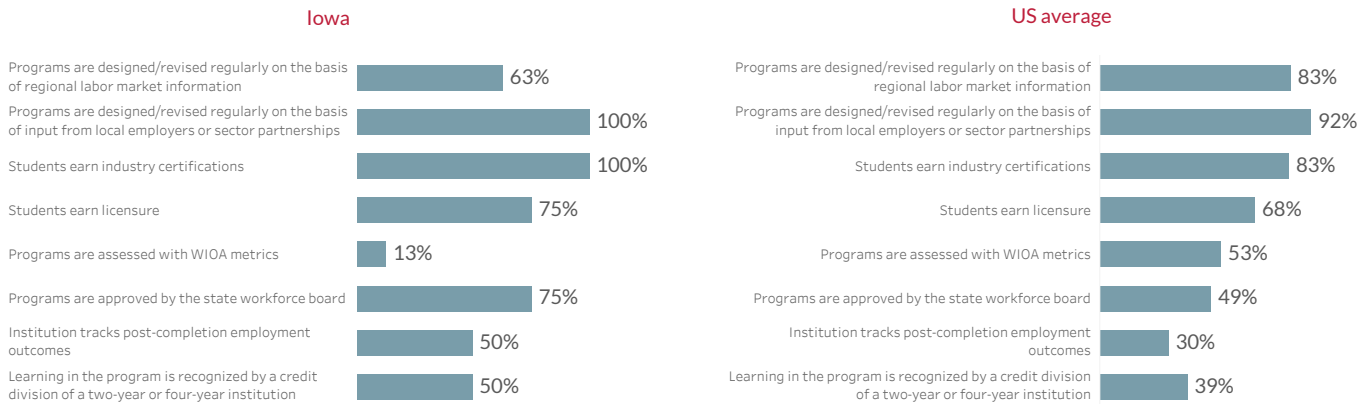 Iowa
Programs are designed/revised regularly on the basis
of regional labor market information
63%
Programs are designed/revised regularly on the basis
of input from local employers or sector partnerships
100%
Students earn industry certifications
100%
Students earn licensure
75%
Programs are assessed with WIOA metrics
13%
Programs are approved by the state workforce board
75%
Institution tracks post-completion employment
outcomes
50%
Learning in the program is recognized by a credit
division of a two-year or four-year institution
50%
US average
Programs are designed/revised regularly on the basis of
regional labor market information
83%
Programs are designed/revised regularly on the basis of
input from local employers or sector partnerships
92%
Students earn industry certifications
83%
Students earn licensure
68%
Programs are assessed with WIOA metrics
53%
Programs are approved by the state workforce board
49%
Institution tracks post-completion employment
outcomes
30%
Learning in the program is recognized by a credit division
of a two-year or four-year institution
39%